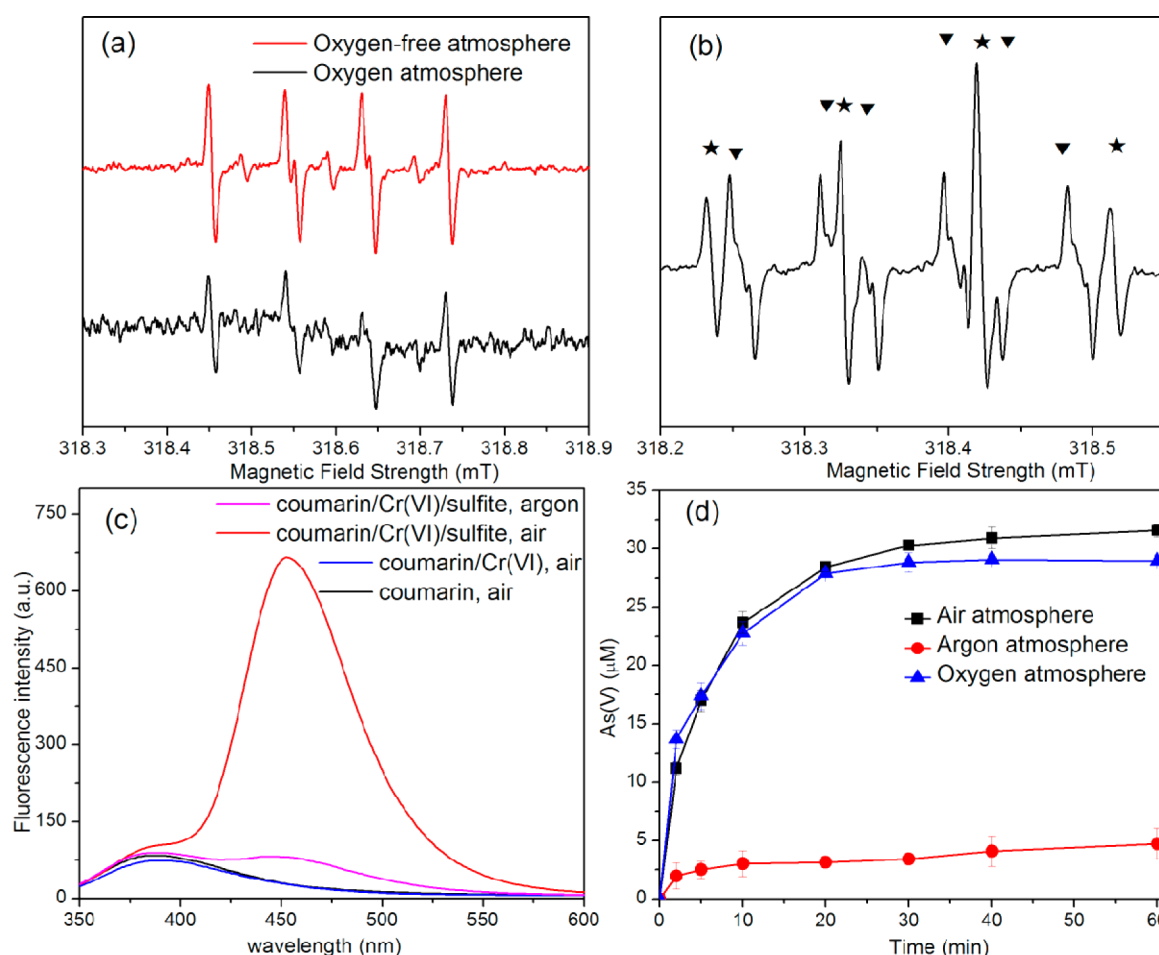 (a)
Oxygen-free atmosphere
Oxygen atmosphere
318.3 318.4 318.5 318.6 318.7 318.8 318.9
Magnetic Field Strength (mT)
(b)
318.2 318.3 318.4 318.5
Magnetic Field Strength (mT)
(c)
coumarin/Cr(VI)/sulfite, argon
coumarin/Cr(VI)/sulfite, air
coumarin/Cr(VI), air
coumarin, air
750
600
450
300
150
0
Fluorescence intensity (a.u.)
350 400 450 500 550 600
wavelength (nm)
(d)
Air atmosphere
Argon atmosphere
Oxygen atmosphere
35
30
25
20
15
10
5
0
As(V) (μM)
0 10 20 30 40 50 60
Time (min)